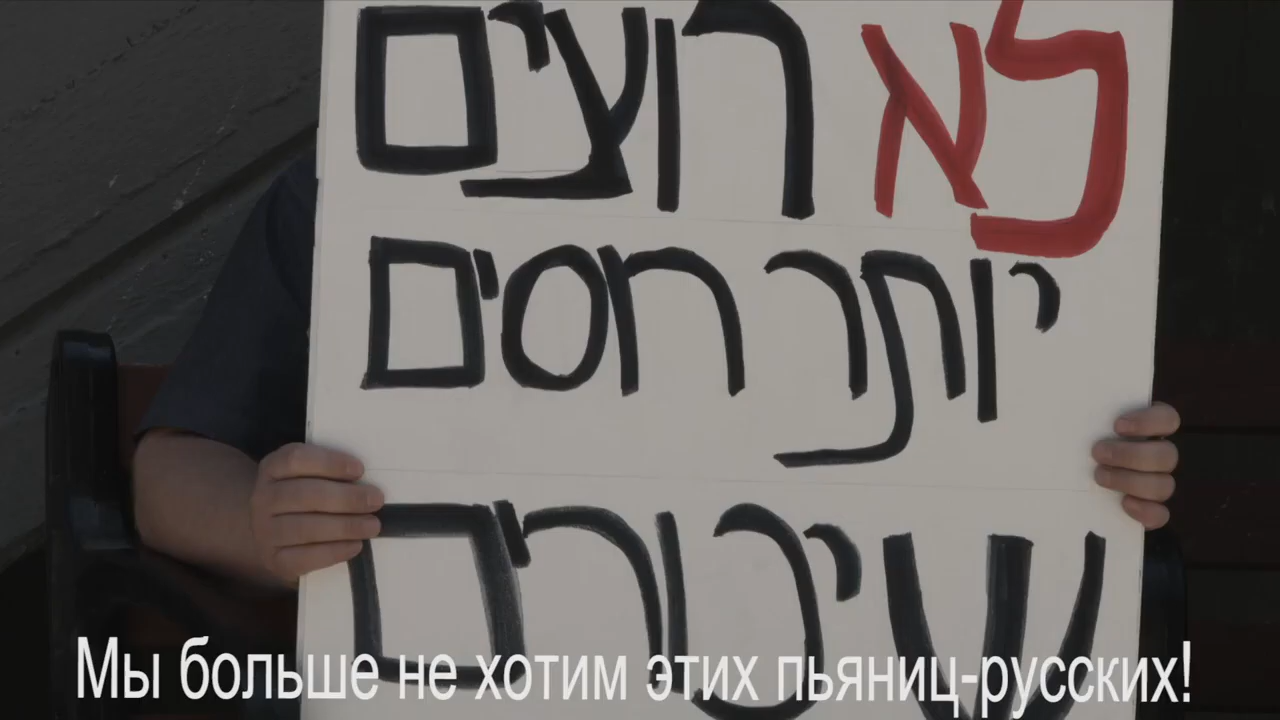 לא רוצים
יותר רוסים
שיכורים
Мы больше не хотим этих пьяниц-русских!